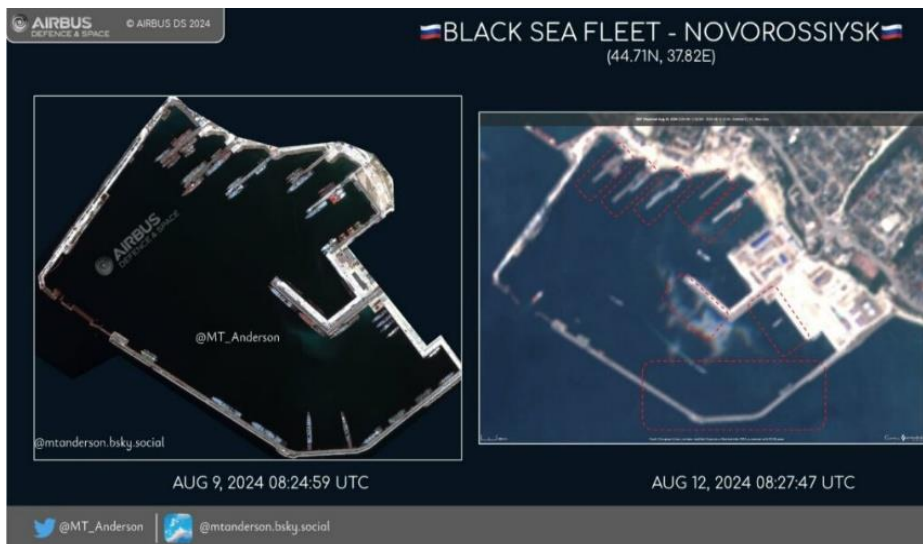 AIRBUS
DEFENCE & SPACE
© AIRBUS DS 2024
BLACK SEA FLEET - NOVOROSSIYSK
(44.71N, 37.82E)
AIRBUS
DEFENCE & SPACE
@MT_Anderson
@mtanderson.bsky.social
AUG 9, 2024 08:24:59 UTC
AUG 12, 2024 08:27:47 UTC
@MT_Anderson
@mtanderson.bsky.social